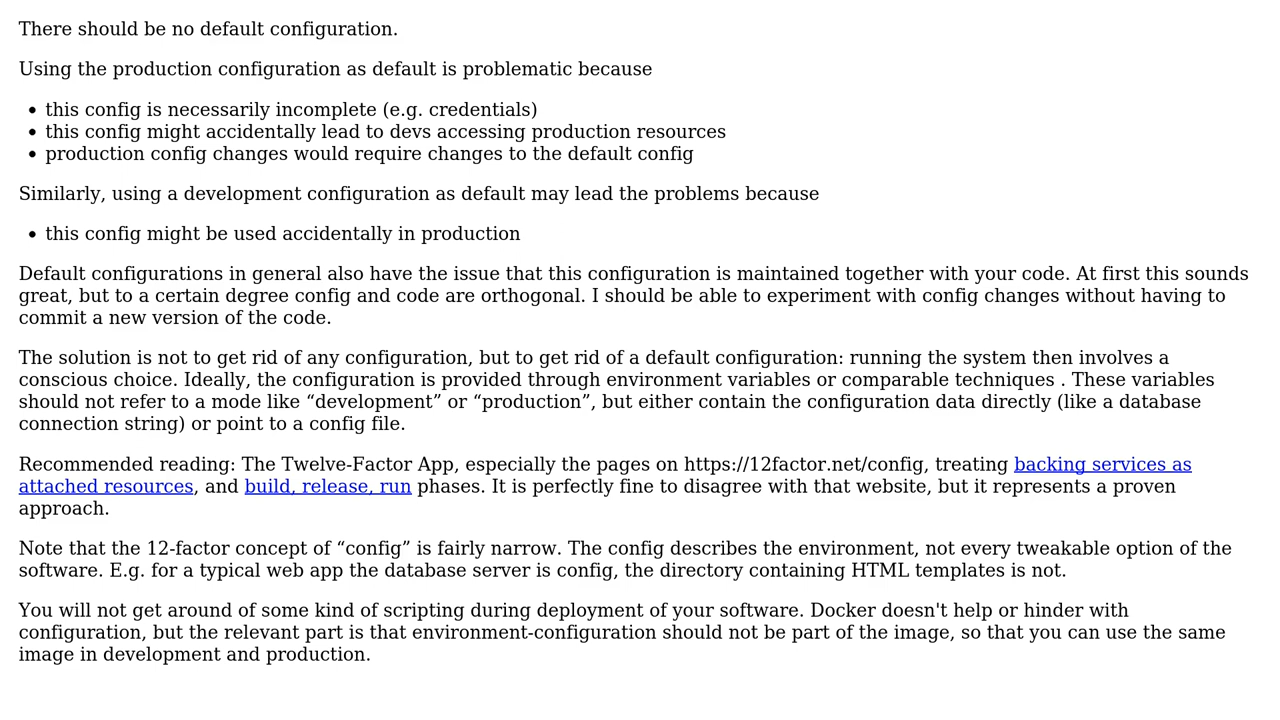 There should be no default configuration.
Using the production configuration as default is problematic because
• this config is necessarily incomplete (e.g. credentials)
• this config might accidentally lead to devs accessing production resources
• production config changes would require changes to the default config
Similarly, using a development configuration as default may lead the problems because
• this config might be used accidentally in production
Default configurations in general also have the issue that this configuration is maintained together with your code. At first this sounds
great, but to a certain degree config and code are orthogonal. I should be able to experiment with config changes without having to
commit a new version of the code.
The solution is not to get rid of any configuration, but to get rid of a default configuration: running the system then involves a
conscious choice. Ideally, the configuration is provided through environment variables or comparable techniques . These variables
should not refer to a mode like “development” or “production”, but either contain the configuration data directly (like a database
connection string) or point to a config file.
Recommended reading: The Twelve-Factor App, especially the pages on https://12factor.net/config, treating backing services as
attached resources, and build, release, run phases. It is perfectly fine to disagree with that website, but it represents a proven
approach.
Note that the 12-factor concept of “config” is fairly narrow. The config describes the environment, not every tweakable option of the
software. E.g. for a typical web app the database server is config, the directory containing HTML templates is not.
You will not get around of some kind of scripting during deployment of your software. Docker doesn't help or hinder with
configuration, but the relevant part is that environment-configuration should not be part of the image, so that you can use the same
image in development and production.